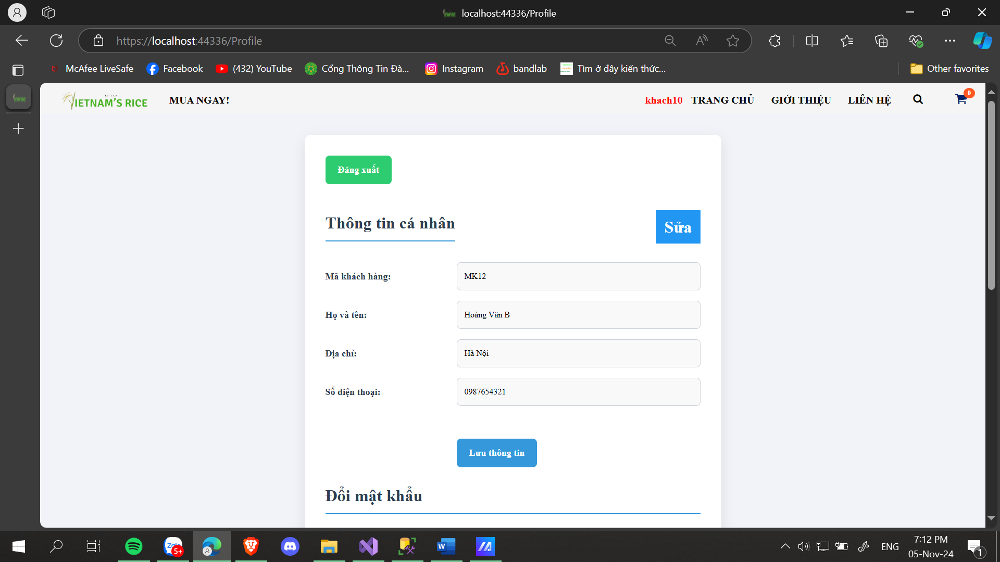 localhost:44336/Profile
https://localhost:44336/Profile
McAfee LiveSafe
Facebook
(432) YouTube
Cổng Thông Tin Đà...
Instagram
bandlab
Tìm ở đây kiến thức...
Other favorites
EST 2024
VIETNAM'S RICE
MUA NGAY!
khach10
TRANG CHỦ
GIỚI THIỆU
LIÊN HỆ
0
Đăng xuất
Thông tin cá nhân
Sửa
Mã khách hàng:
MK12
Họ và tên:
Hoàng Văn B
Địa chỉ:
Hà Nội
Số điện thoại:
0987654321
Lưu thông tin
Đổi mật khẩu
Zalo
5+
W
ENG
7:12 PM
05-Nov-24
1